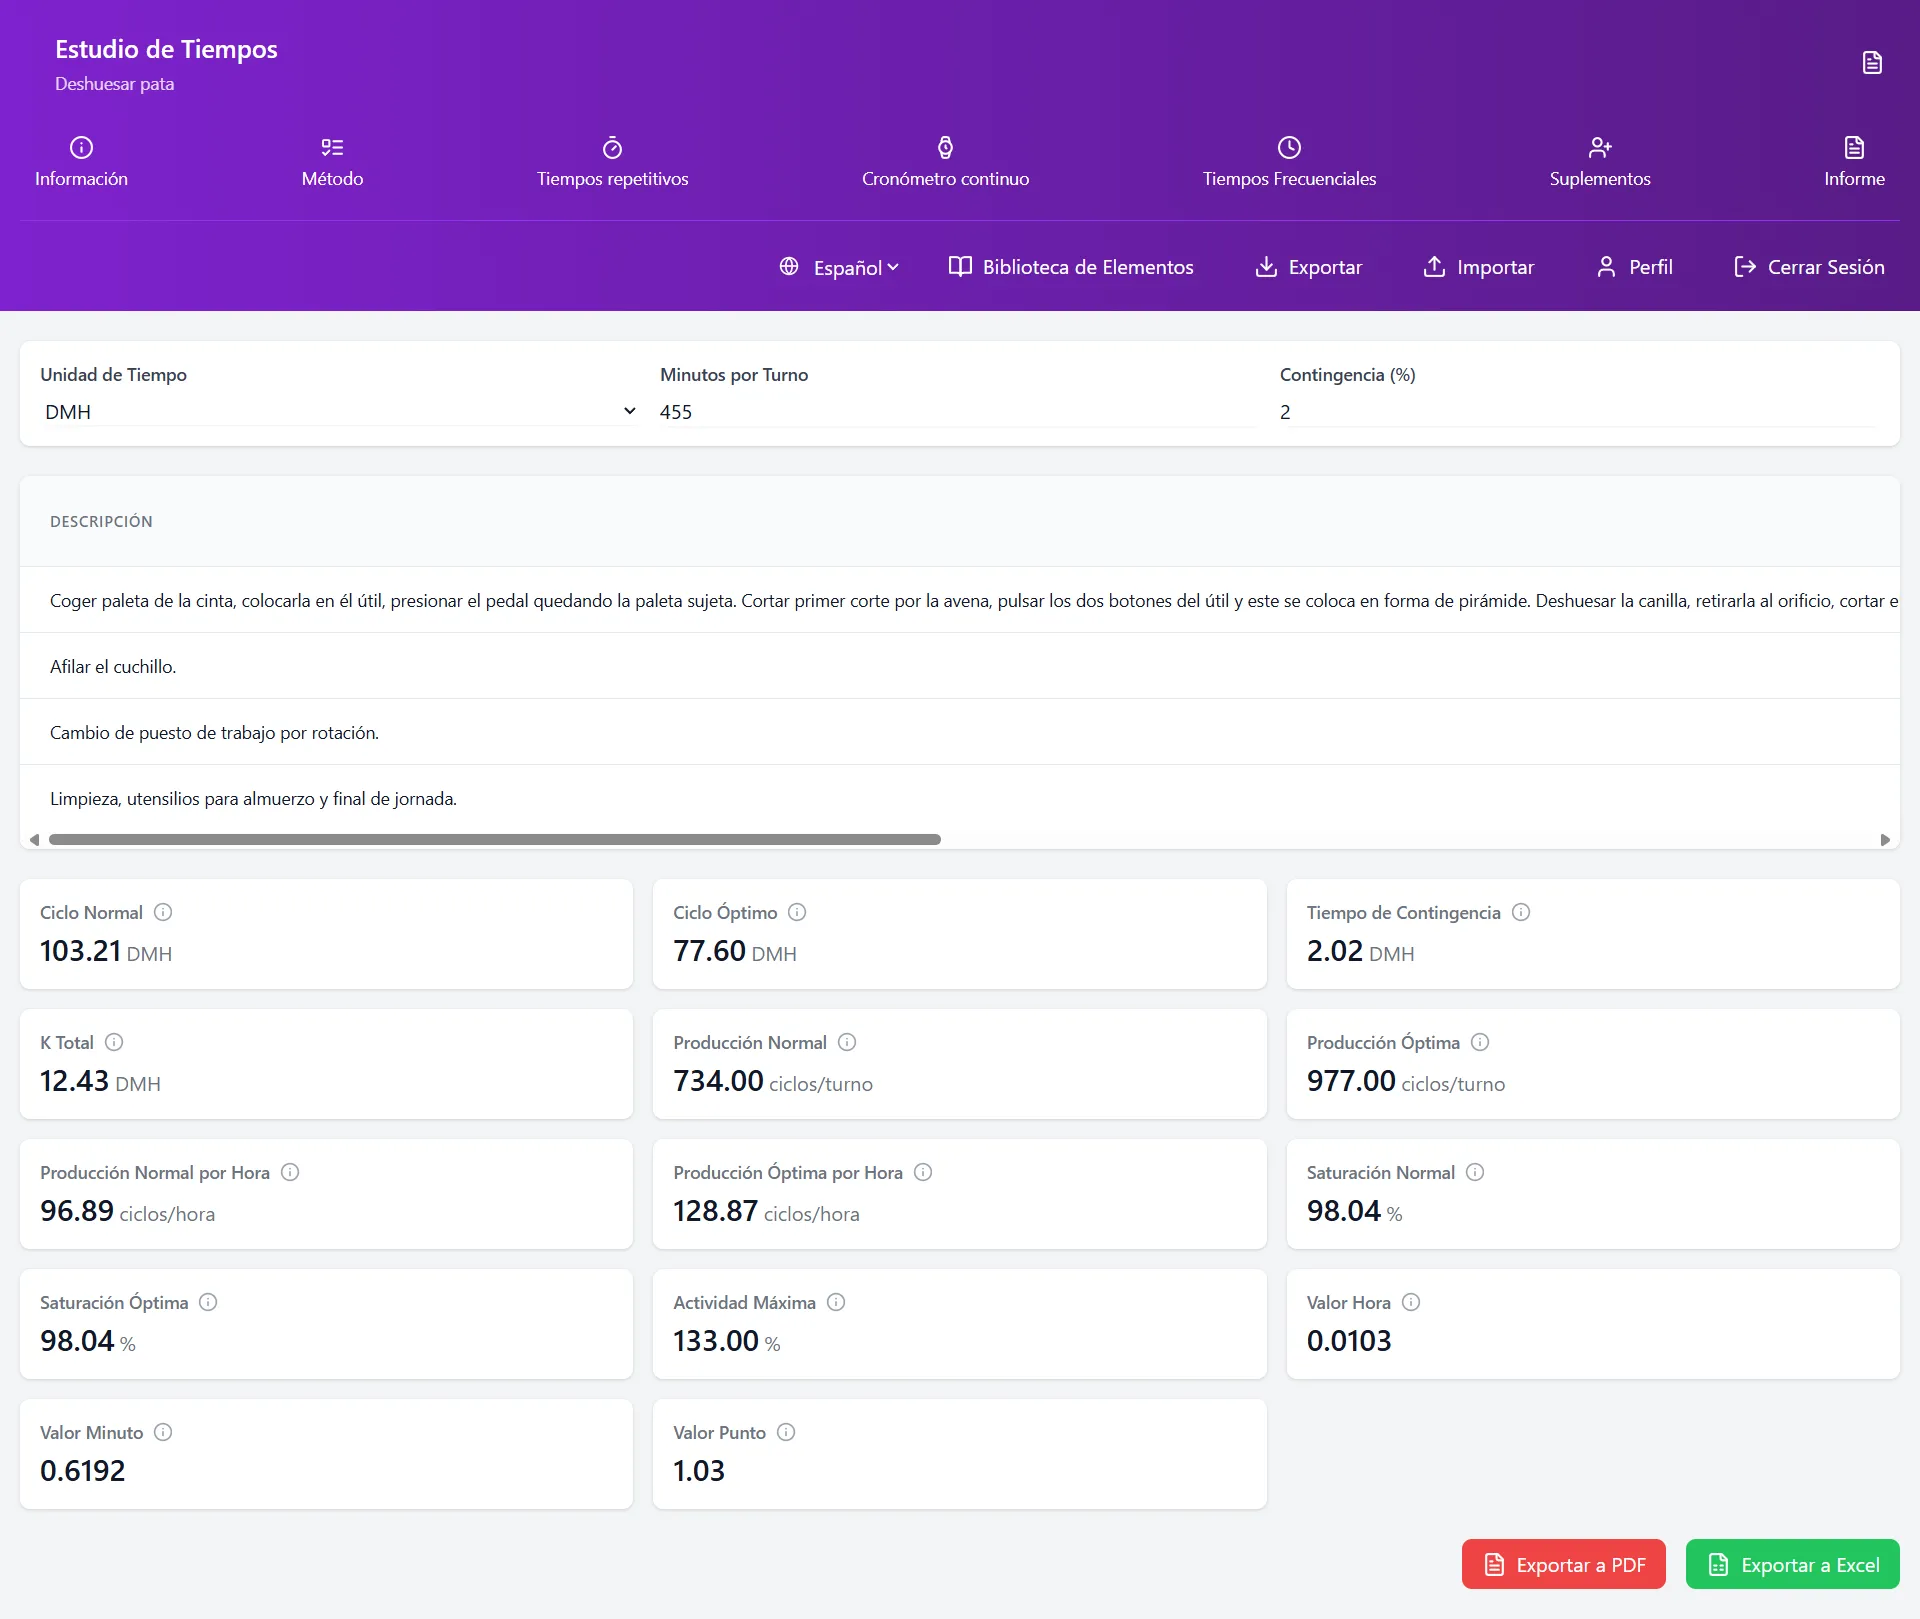 Estudio de Tiempos
Deshuesar pata
Información
Método
Tiempos repetitivos
Cronómetro continuo
Tiempos Frecuenciales
Suplementos
Informe
Español
Biblioteca de Elementos
Exportar
Importar
Perfil
Cerrar Sesión
Unidad de Tiempo
DMH
Minutos por Turno
455
Contingencia (%)
2
DESCRIPCIÓN
Coger paleta de la cinta, colocarla en él útil, presionar el pedal quedando la paleta sujeta. Cortar primer corte por la avena, pulsar los dos botones del útil y este se coloca en forma de pirámide. Deshuesar la canilla, retirarla al orificio, cortar e
Afilar el cuchillo.
Cambio de puesto de trabajo por rotación.
Limpieza, utensilios para almuerzo y final de jornada.
Ciclo Normal
103.21 DMH
Ciclo Óptimo
77.60 DMH
Tiempo de Contingencia
2.02 DMH
K Total
12.43 DMH
Producción Normal
734.00 ciclos/turno
Producción Óptima
977.00 ciclos/turno
Producción Normal por Hora
96.89 ciclos/hora
Producción Óptima por Hora
128.87 ciclos/hora
Saturación Normal
98.04 %
Saturación Óptima
98.04 %
Actividad Máxima
133.00 %
Valor Hora
0.0103
Valor Minuto
0.6192
Valor Punto
1.03
Exportar a PDF
Exportar a Excel